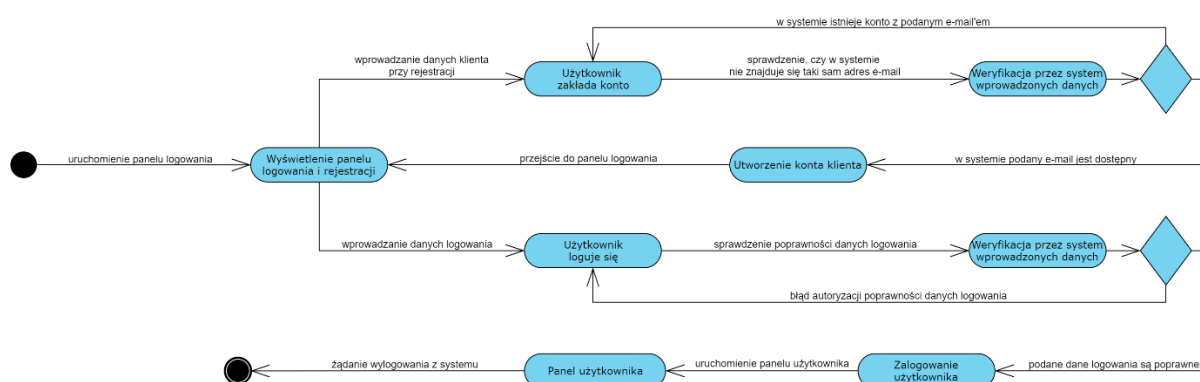 w systemie istnieje konto z podanym e-mail'em
wprowadzanie danych klienta
przy rejestracji
Użytkownik
zakłada konto
sprawdzenie, czy w systemie
nie znajduje się taki sam adres e-mail
Weryfikacja przez system
wprowadzonych danych
uruchomienie panelu logowania
Wyświetlenie panelu
logowania i rejestracji
przejście do panelu logowania
Utworzenie konta klienta
w systemie podany e-mail jest dostępny
wprowadzanie danych logowania
Użytkownik
loguje się
sprawdzenie poprawności danych logowania
Weryfikacja przez system
wprowadzonych danych
błąd autoryzacji poprawności danych logowania
żądanie wylogowania z systemu
Panel użytkownika
uruchomienie panelu użytkownika
Zalogowanie
użytkownika
podane dane logowania są poprawne